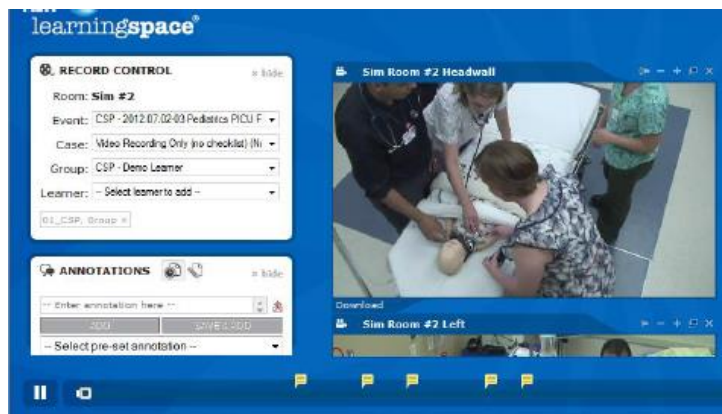 learningspace®
RECORD CONTROL
» hide
Room: Sim #2
Event: CSP - 2012.07.02-03 Pediatrics PICU F
Case: Video Recording Only (no checklist) (N
Group: CSP - Demo Learner
Learner: -- Select learner to add --
01_CSP, Group ×
ANNOTATIONS
» hide
-- Enter annotation here --
ADD
SAVE & ADD
-- Select pre-set annotation --
Sim Room #2 Headwall
Download
Sim Room #2 Left